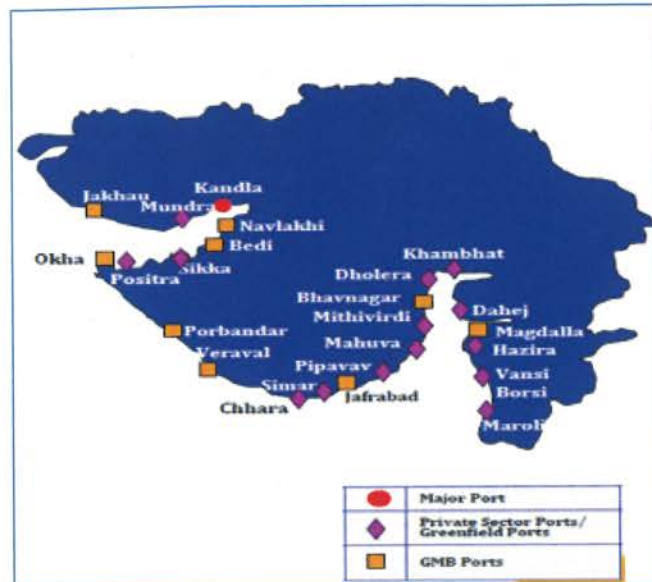 Jakhau
Kandla
Mundra
Navlakhi
Bedi
Okha
Positra
Sikka
Khambhat
Dholera
Bhavnagar
Mithivirdi
Mahuva
Dahej
Magdalla
Hazira
Vansi
Borsi
Maroli
Porbandar
Veraval
Pipavav
Simar
Jafrabad
Chhara
Major Port
Private Sector Ports/
Greenfield Ports
GMB Ports